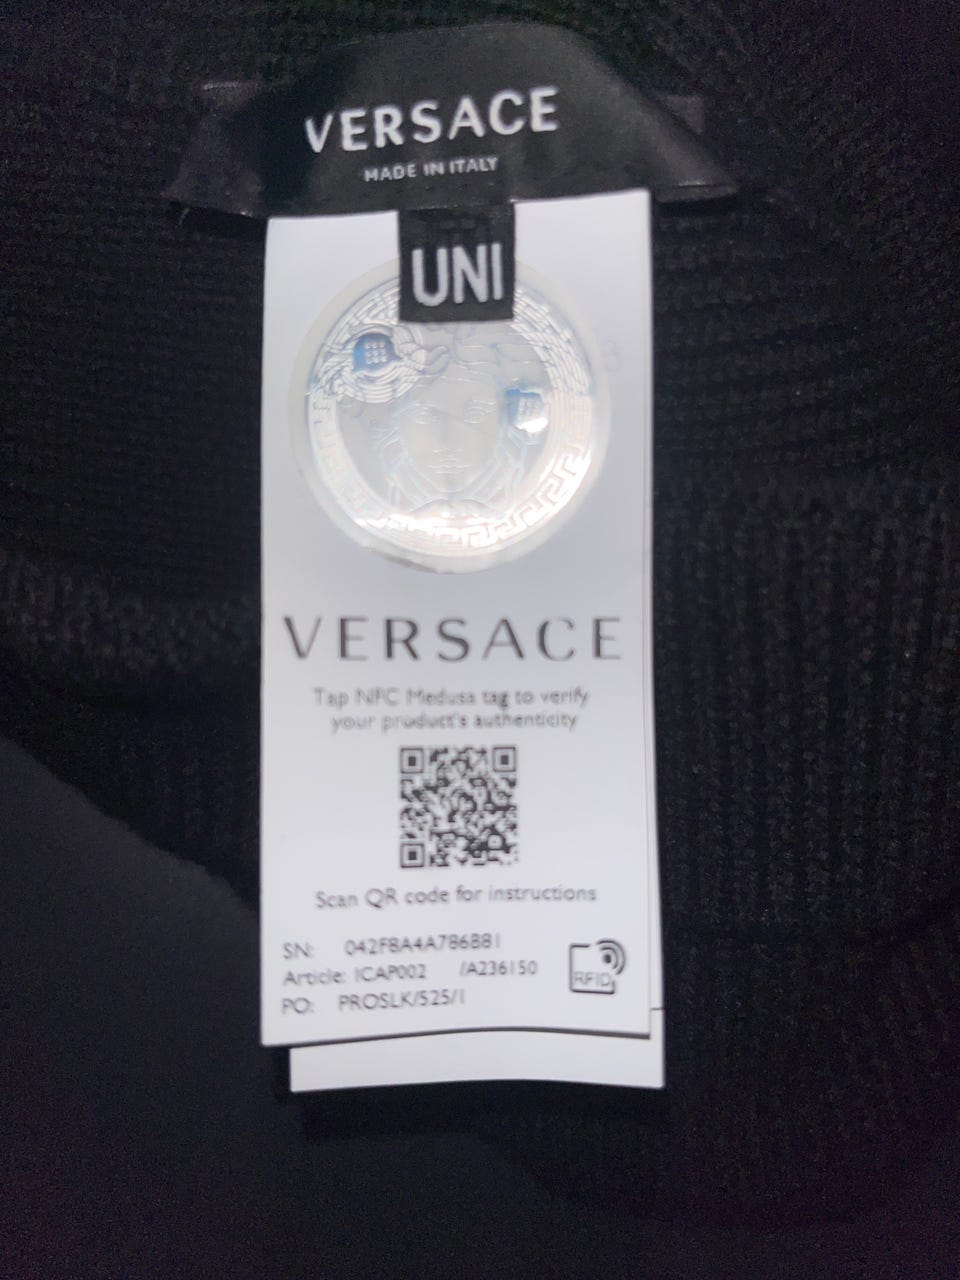 VERSACE
MADE IN ITALY
UNI
VERSACE
Tap NFC Medusa tag to verify
your product's authenticity
Scan QR code for instructions
SN: 042F8A4A786B81
Article: ICAP002 /A236150
PO: PROSLK/525/1
RFID